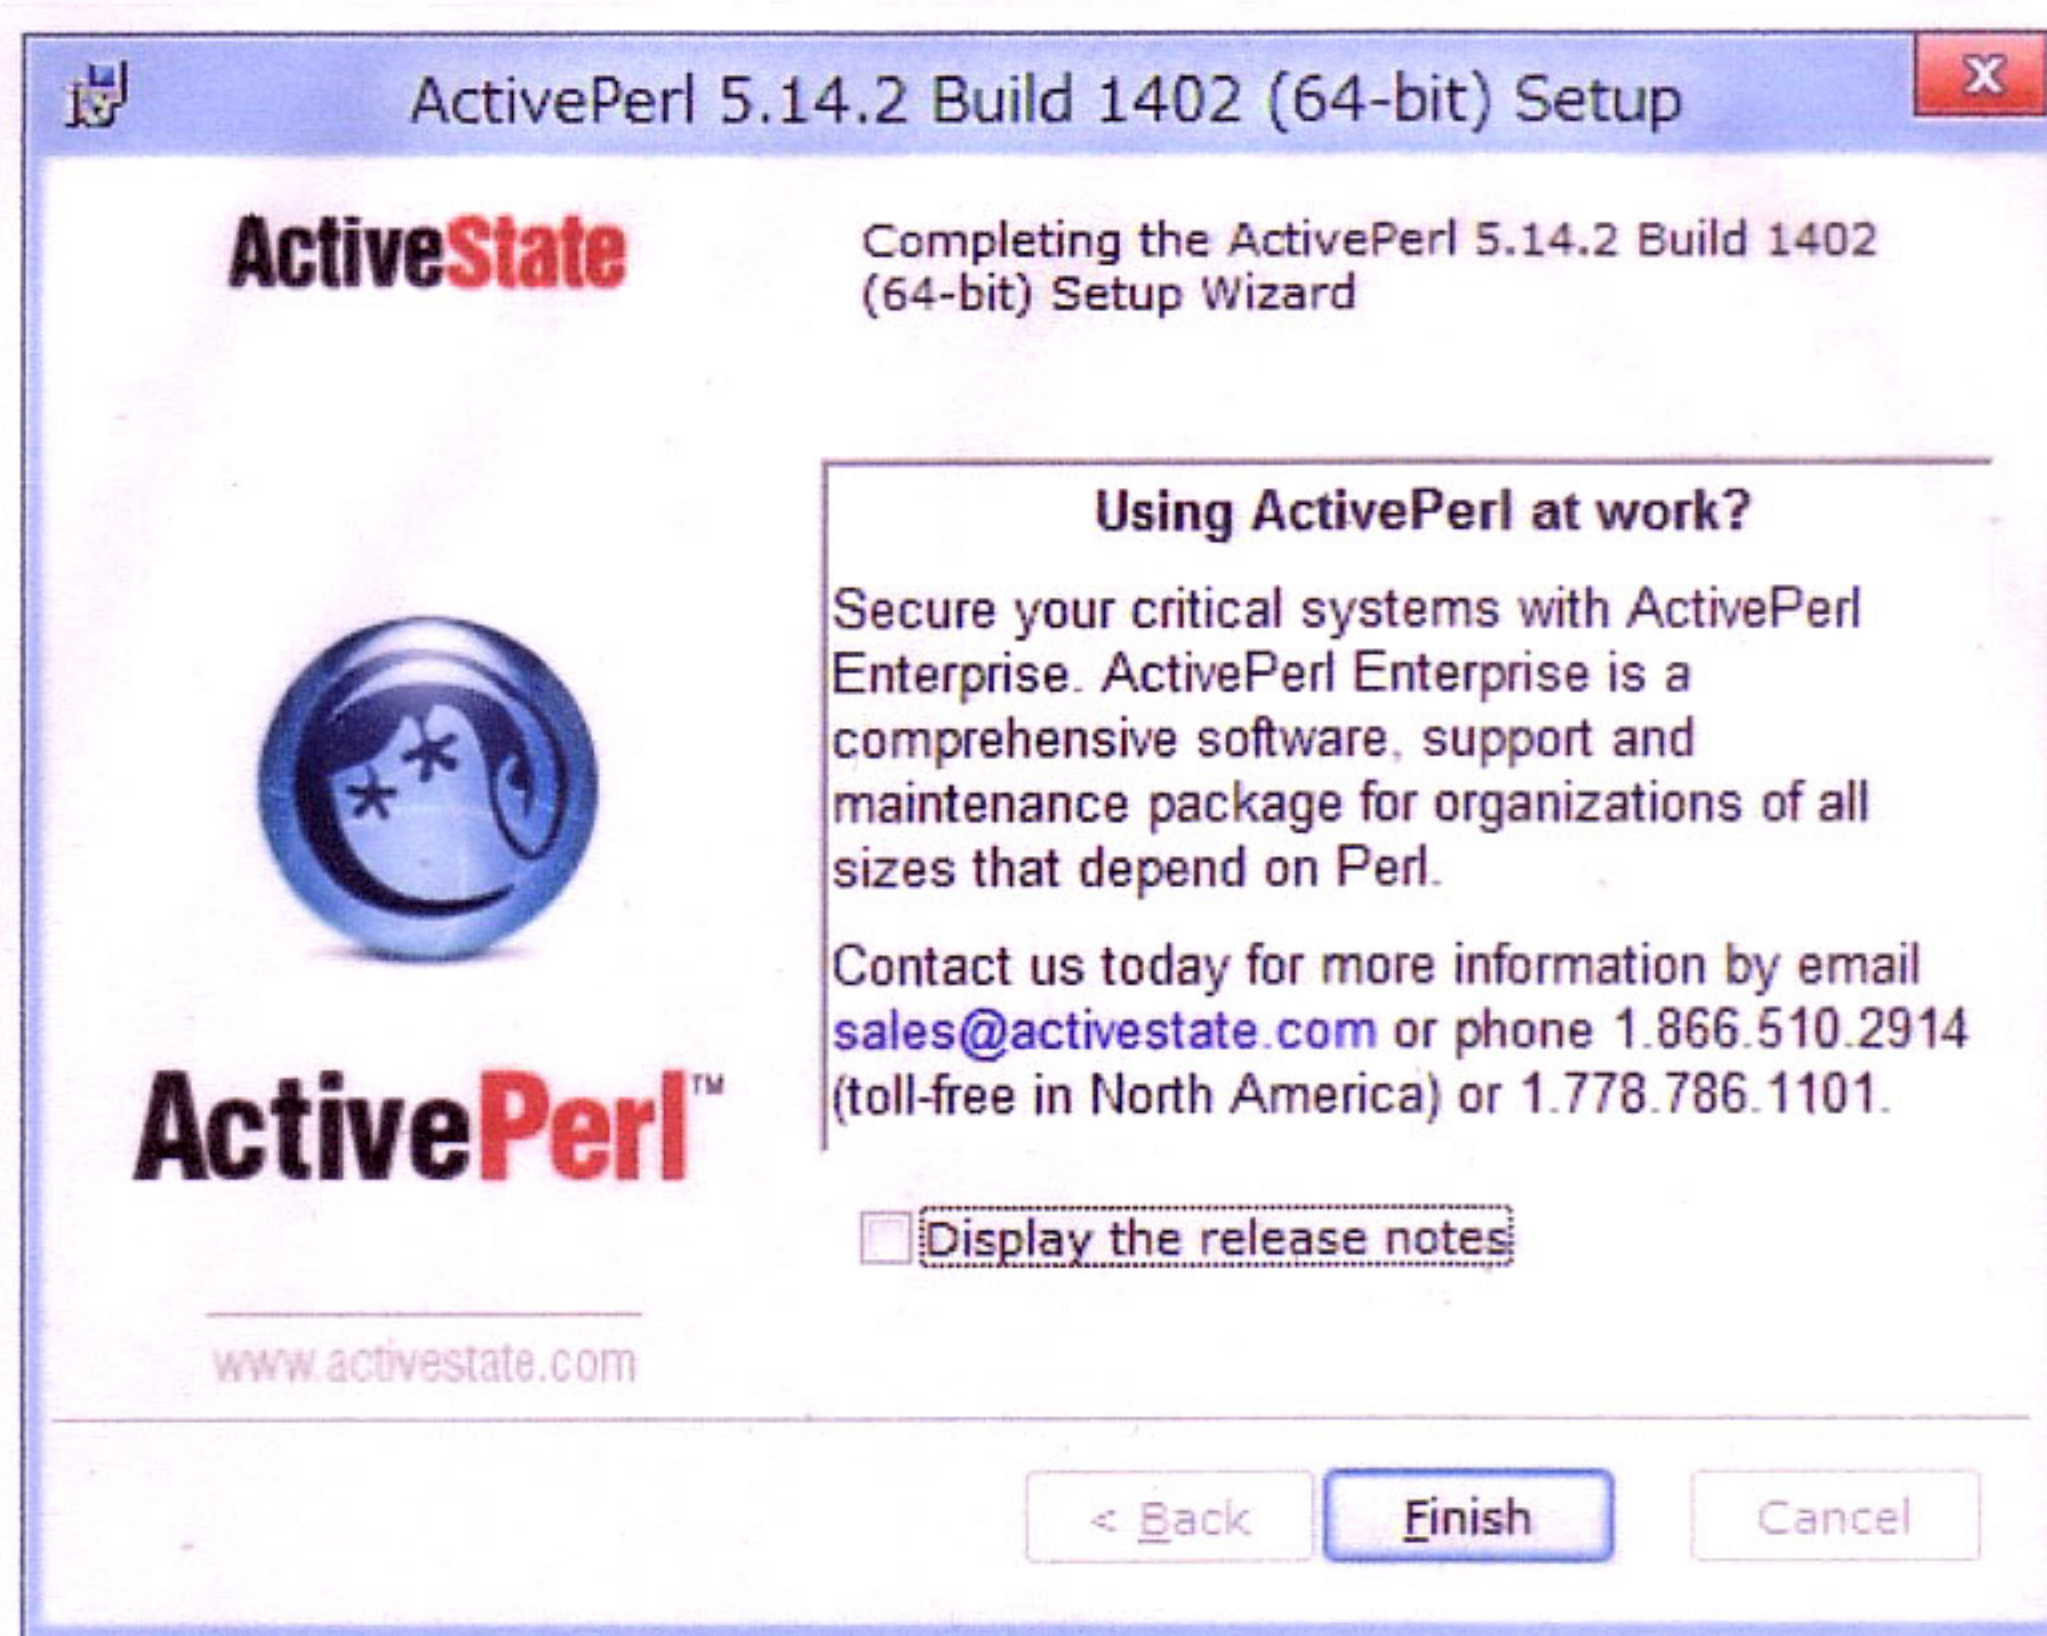 ActivePerl 5.14.2 Build 1402 (64-bit) Setup
X
ActiveState
Completing the ActivePerl 5.14.2 Build 1402
(64-bit) Setup Wizard
Using ActivePerl at work?
Secure your critical systems with ActivePerl
Enterprise. ActivePerl Enterprise is a
comprehensive software, support and
maintenance package for organizations of all
sizes that depend on Perl.
Contact us today for more information by email
sales@activestate.com or phone 1.866.510.2914
(toll-free in North America) or 1.778.786.1101.
ActivePerl™
Display the release notes
www.activestate.com
< Back
Finish
Cancel